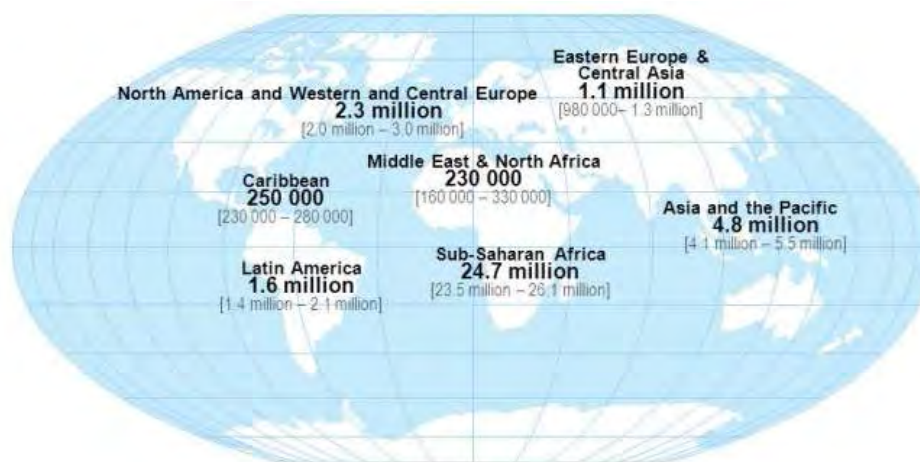 Eastern Europe &
Central Asia
1.1 million
[980 000– 1.3 million]
North America and Western and Central Europe
2.3 million
[2.0 million – 3.0 million]
Middle East & North Africa
230 000
[160 000 – 330 000]
Caribbean
250 000
[230 000 – 280 000]
Asia and the Pacific
4.8 million
[4.1 million – 5.5 million]
Sub-Saharan Africa
24.7 million
[23.5 million – 26.1 million]
Latin America
1.6 million
[1.4 million – 2.1 million]